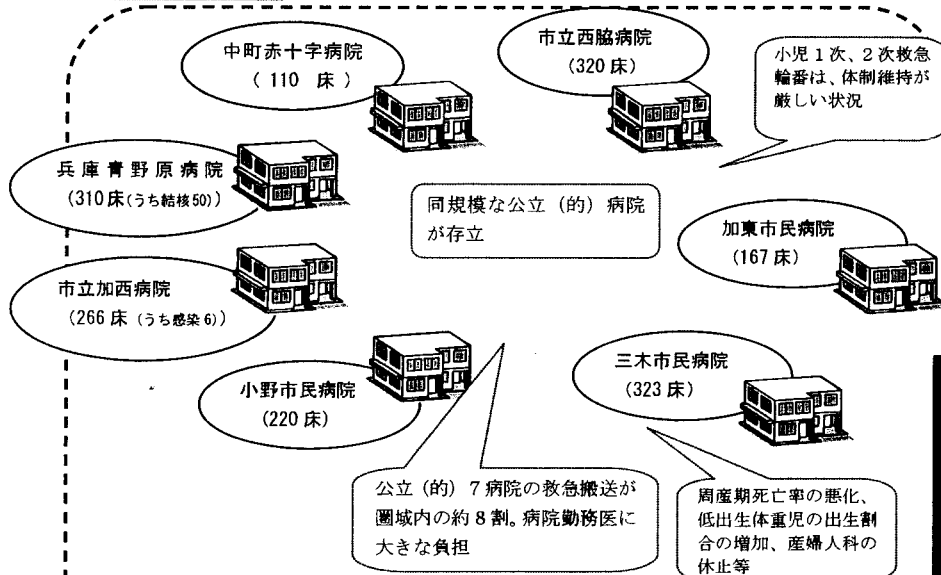 中町赤十字病院
（ 110 床 ）
市立西脇病院
(320 床)
小児１次、２次救急
輪番は、体制維持が
厳しい状況
兵庫青野原病院
(310 床(うち結核 50))
同規模な公立（的）病院
が存立
加東市民病院
(167 床)
市立加西病院
(266 床 (うち感染 6))
小野市民病院
(220 床)
三木市民病院
(323 床)
公立（的）７病院の救急搬送が
圏域内の約８割。病院勤務医に
大きな負担
周産期死亡率の悪化、
低出生体重児の出生割
合の増加、産婦人科の
休止等